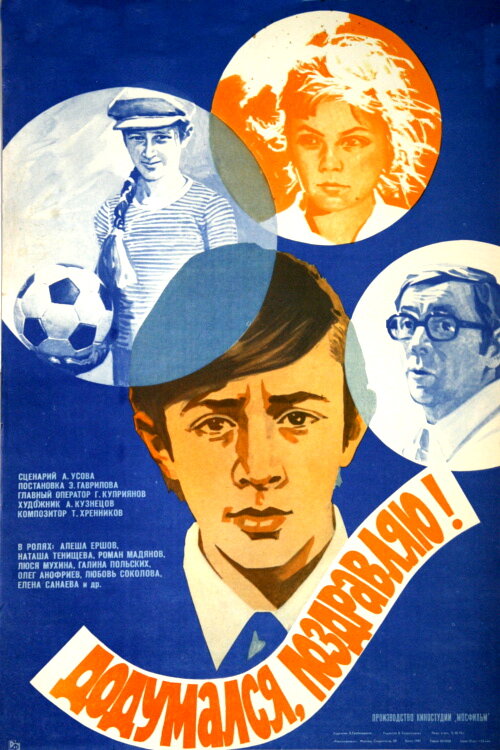 СЦЕНАРИЙ А. УСОВА
ПОСТАНОВКА Э. ГАВРИЛОВА
ГЛАВНЫЙ ОПЕРАТОР Г. КУПРИЯНОВ
ХУДОЖНИК А. КУЗНЕЦОВ
КОМПОЗИТОР Т. ХРЕННИКОВ
В РОЛЯХ: АЛЕША ЕРШОВ,
НАТАША ТЕНИЩЕВА, РОМАН МАДЯНОВ,
ЛЮСЯ МУХИНА, ГАЛИНА ПОЛЬСКИХ,
ОЛЕГ АНОФРИЕВ, ЛЮБОВЬ СОКОЛОВА,
ЕЛЕНА САНАЕВА и др.
ДОДУМАЛСЯ, ПОЗДРАВЛЯЮ!
ПРОИЗВОДСТВО КИНОСТУДИИ „МОСФИЛЬМ"